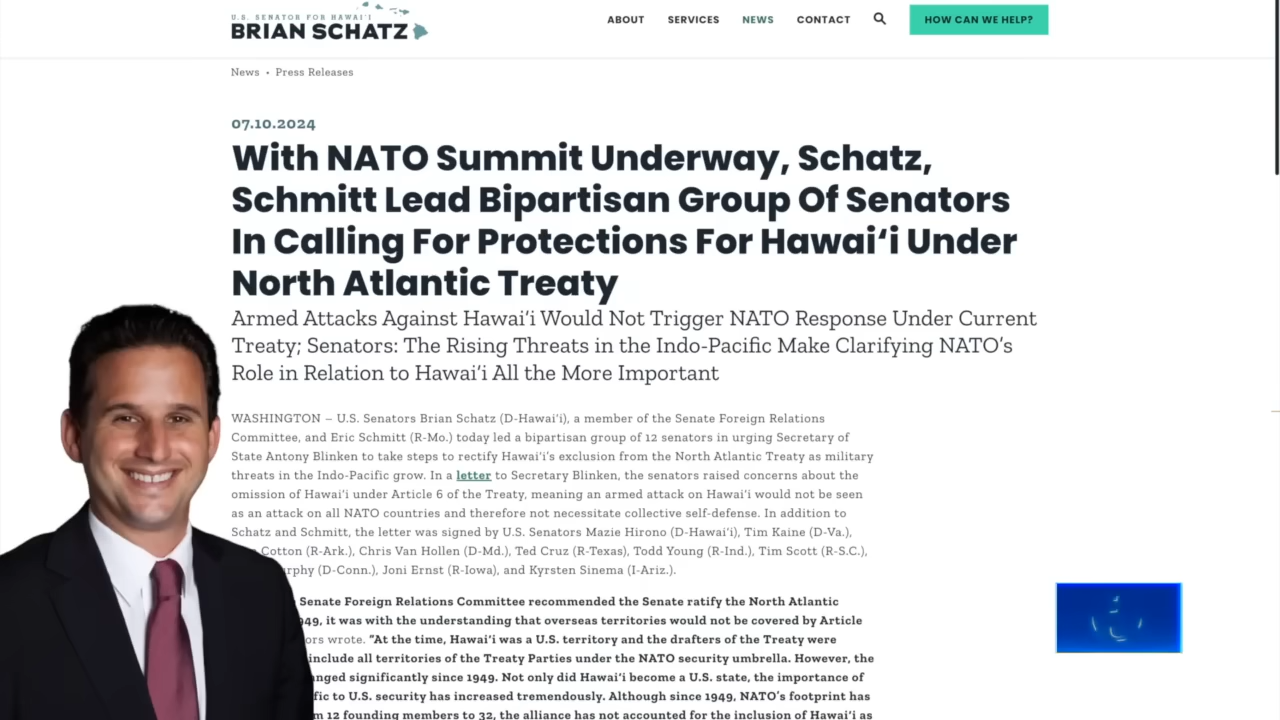 U.S. SENATOR FOR HAWAIʻI
BRIAN SCHATZ
ABOUT SERVICES NEWS CONTACT HOW CAN WE HELP?
News • Press Releases
07.10.2024
With NATO Summit Underway, Schatz,
Schmitt Lead Bipartisan Group Of Senators
In Calling For Protections For Hawai‘i Under
North Atlantic Treaty
Armed Attacks Against Hawai‘i Would Not Trigger NATO Response Under Current
Treaty; Senators: The Rising Threats in the Indo-Pacific Make Clarifying NATO’s
Role in Relation to Hawai‘i All the More Important
WASHINGTON – U.S. Senators Brian Schatz (D-Hawai‘i), a member of the Senate Foreign Relations
Committee, and Eric Schmitt (R-Mo.) today led a bipartisan group of 12 senators in urging Secretary of
State Antony Blinken to take steps to rectify Hawai‘i’s exclusion from the North Atlantic Treaty as military
threats in the Indo-Pacific grow. In a letter to Secretary Blinken, the senators raised concerns about the
omission of Hawai‘i under Article 6 of the Treaty, meaning an armed attack on Hawai‘i would not be seen
as an attack on all NATO countries and therefore not necessitate collective self-defense. In addition to
Schatz and Schmitt, the letter was signed by U.S. Senators Mazie Hirono (D-Hawai‘i), Tim Kaine (D-Va.),
Cotton (R-Ark.), Chris Van Hollen (D-Md.), Ted Cruz (R-Texas), Todd Young (R-Ind.), Tim Scott (R-S.C.),
urphy (D-Conn.), Joni Ernst (R-Iowa), and Kyrsten Sinema (I-Ariz.).
Senate Foreign Relations Committee recommended the Senate ratify the North Atlantic
949, it was with the understanding that overseas territories would not be covered by Article
ors wrote. “At the time, Hawai‘i was a U.S. territory and the drafters of the Treaty were
include all territories of the Treaty Parties under the NATO security umbrella. However, the
nged significantly since 1949. Not only did Hawai‘i become a U.S. state, the importance of
fic to U.S. security has increased tremendously. Although since 1949, NATO’s footprint has
m 12 founding members to 32, the alliance has not accounted for the inclusion of Hawai‘i as